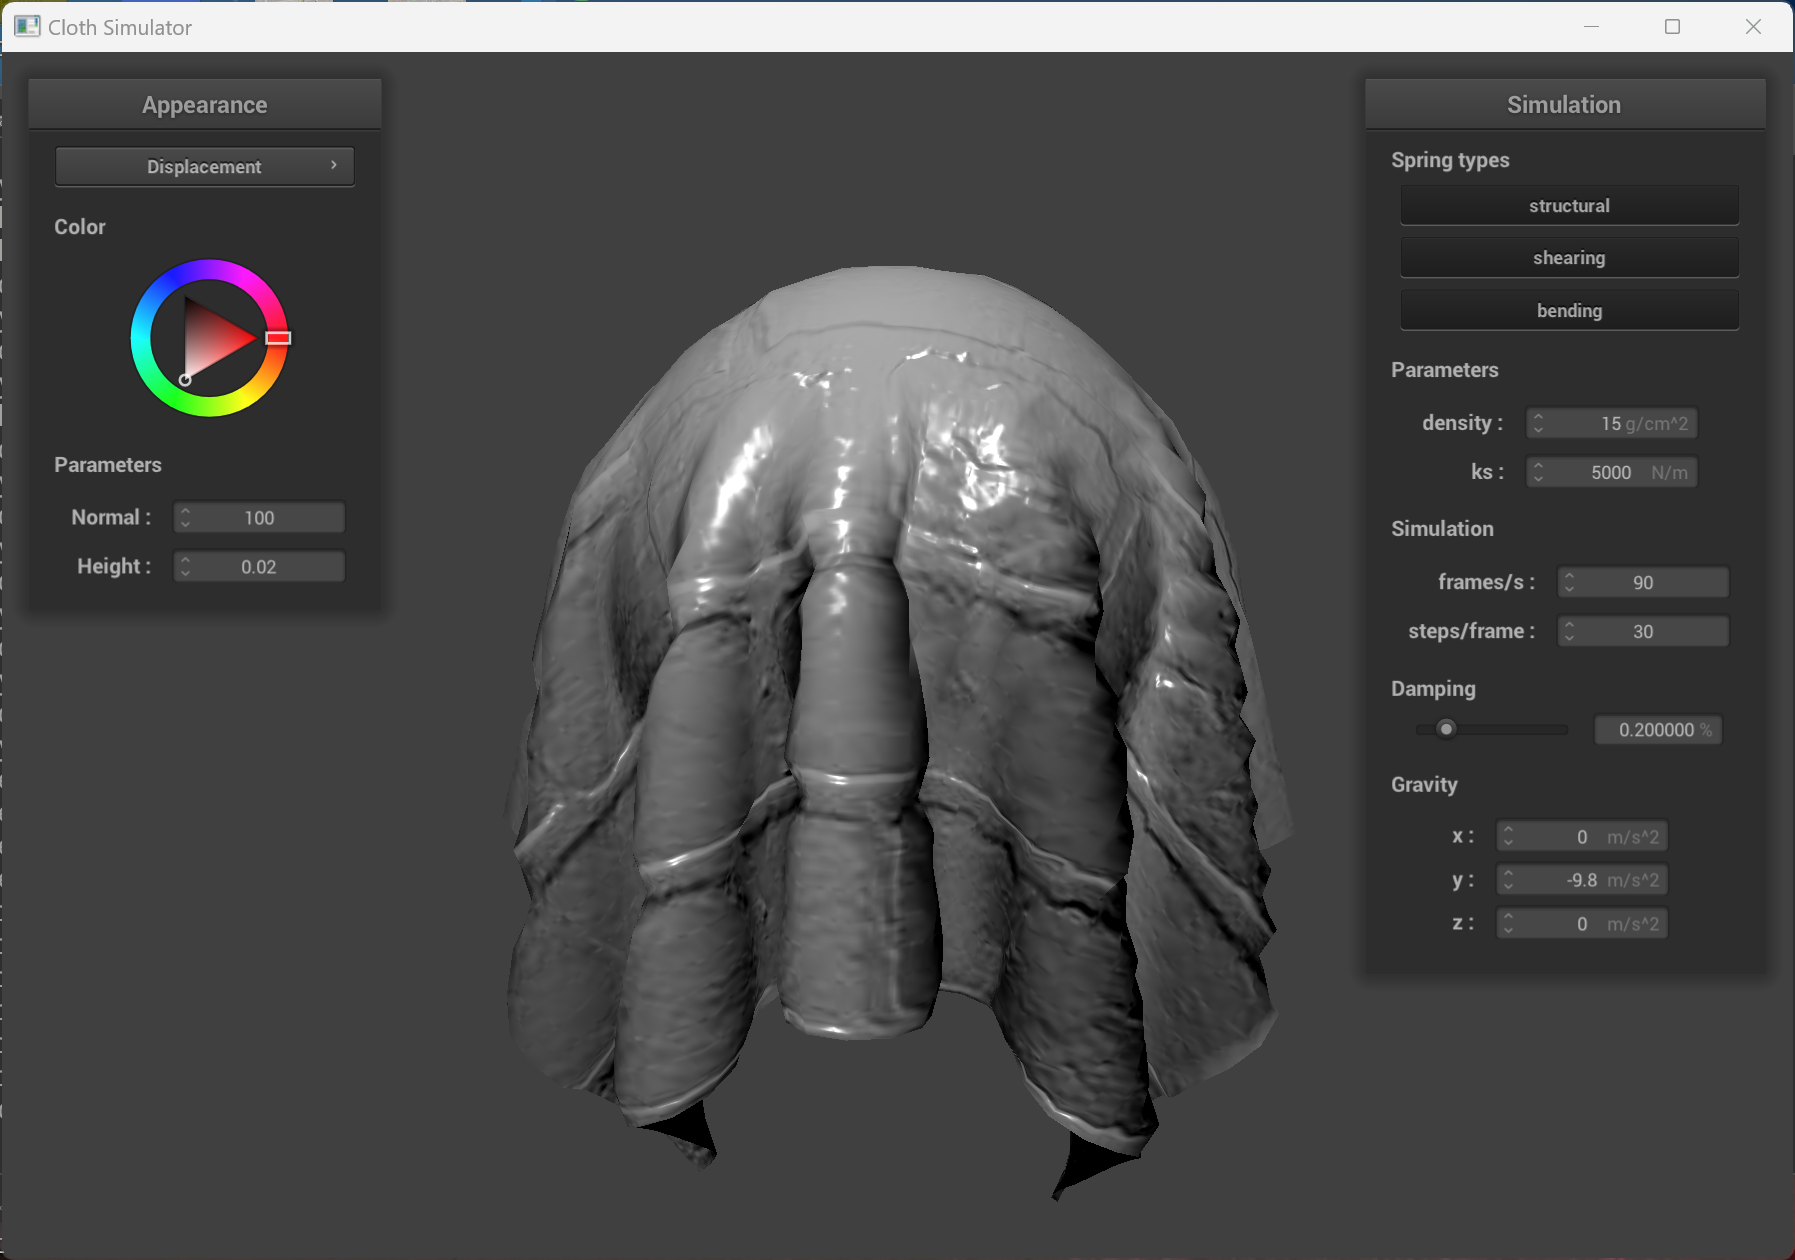 Cloth Simulator
Appearance
Displacement
Color
Parameters
Normal : 100
Height : 0.02
Simulation
Spring types
structural
shearing
bending
Parameters
density : 15 g/cm^2
ks : 5000 N/m
Simulation
frames/s : 90
steps/frame : 30
Damping
0.200000 %
Gravity
x : 0 m/s^2
y : -9.8 m/s^2
z : 0 m/s^2